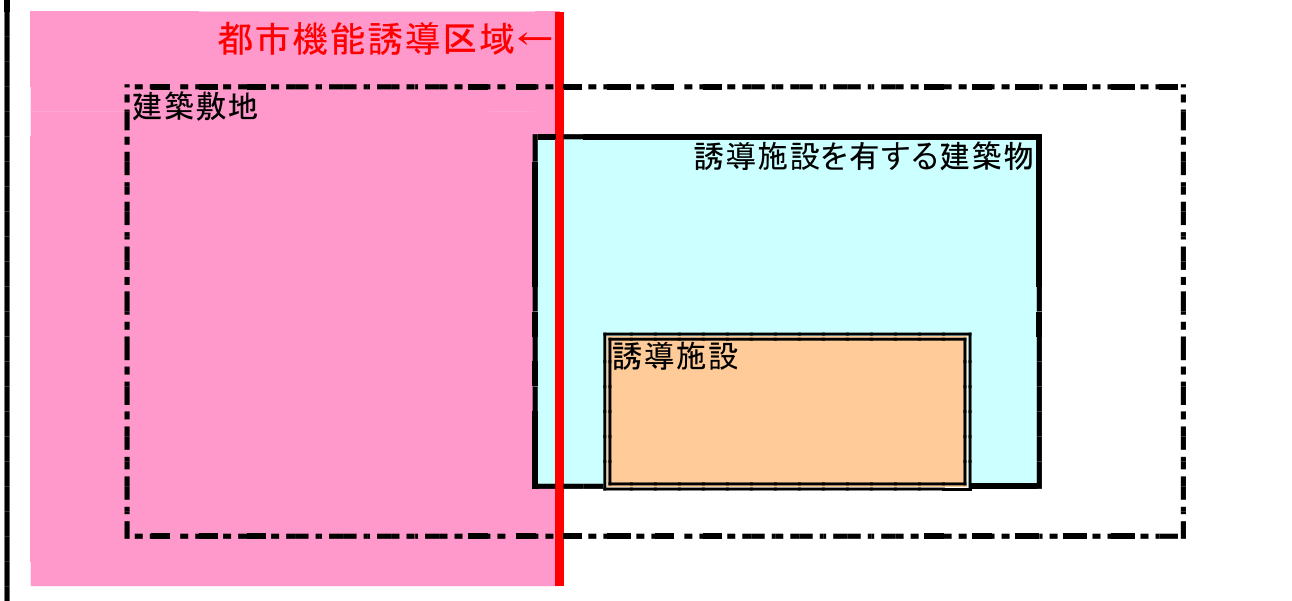 都市機能誘導区域←
建築敷地
誘導施設を有する建築物
誘導施設